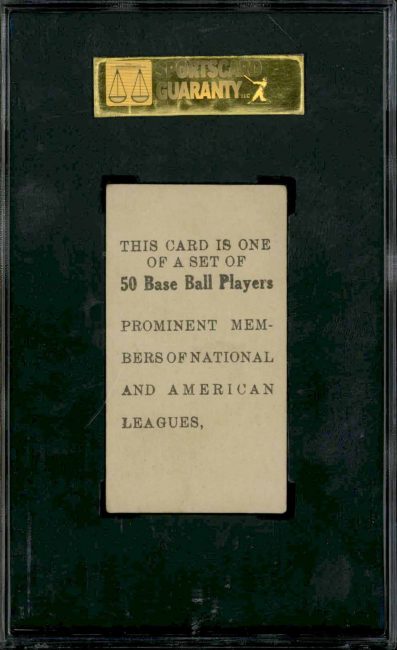 SPORTSCARD
GUARANTY LLC
THIS CARD IS ONE
OF A SET OF
50 Base Ball Players
PROMINENT MEM-
BERS OF NATIONAL
AND AMERICAN
LEAGUES,